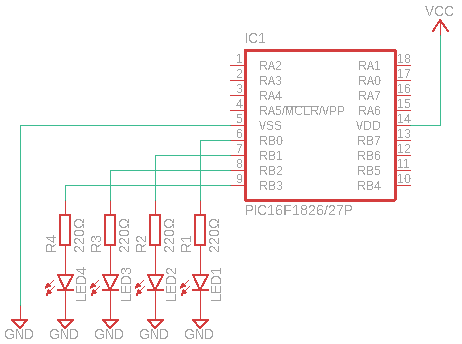 VCC
IC1
1 RA2 RA1 18
2 RA3 RA0 17
3 RA4 RA7 16
4 RA5/MCLR/VPP RA6 15
5 VSS VDD 14
6 RB0 RB7 13
7 RB1 RB6 12
8 RB2 RB5 11
9 RB3 RB4 10
PIC16F1826/27P
R4 220Ω R3 220Ω R2 220Ω R1 220Ω
LED4 LED3 LED2 LED1
GND GND GND GND GND